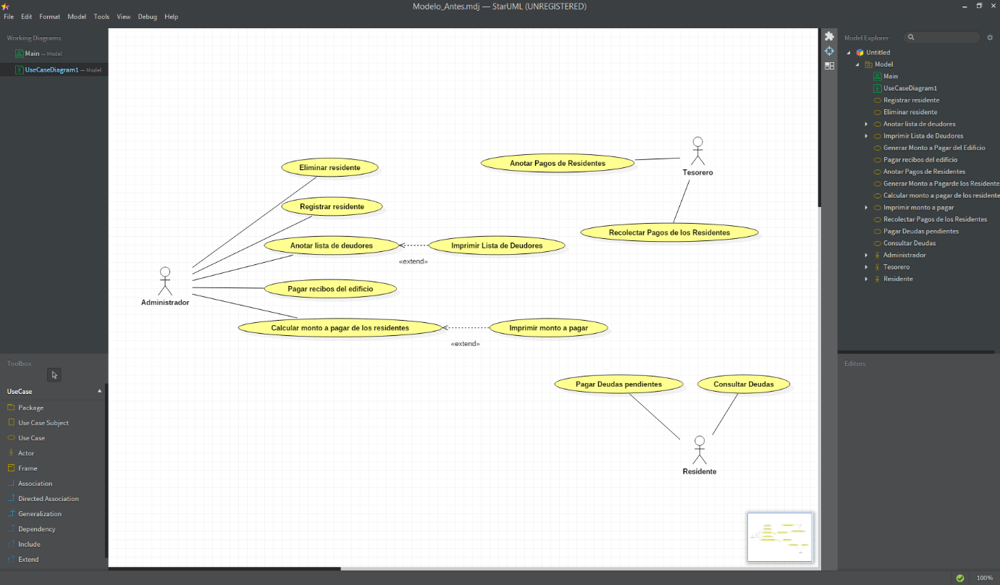 Modelo_Antes.mdj — StarUML (UNREGISTERED)
File Edit Format Model Tools View Debug Help
Working Diagrams
Main — Model
UseCaseDiagram1 — Model
Toolbox
UseCase
Package
Use Case Subject
Use Case
Actor
Frame
Association
Directed Association
Generalization
Dependency
Include
Extend
Eliminar residente
Registrar residente
Anotar lista de deudores
Imprimir Lista de Deudores
«extend»
Administrador
Pagar recibos del edificio
Calcular monto a pagar de los residentes
Imprimir monto a pagar
«extend»
Anotar Pagos de Residentes
Tesorero
Recolectar Pagos de los Residentes
Pagar Deudas pendientes
Consultar Deudas
Residente
Model Explorer
Untitled
Model
Main
UseCaseDiagram1
Registrar residente
Eliminar residente
Anotar lista de deudores
Imprimir Lista de Deudores
Generar Monto a Pagar del Edificio
Pagar recibos del edificio
Anotar Pagos de Residentes
Generar Monto a Pagarde los Residente
Calcular monto a pagar de los residente
Imprimir monto a pagar
Recolectar Pagos de los Residentes
Pagar Deudas pendientes
Consultar Deudas
Administrador
Tesorero
Residente
Editors
100%